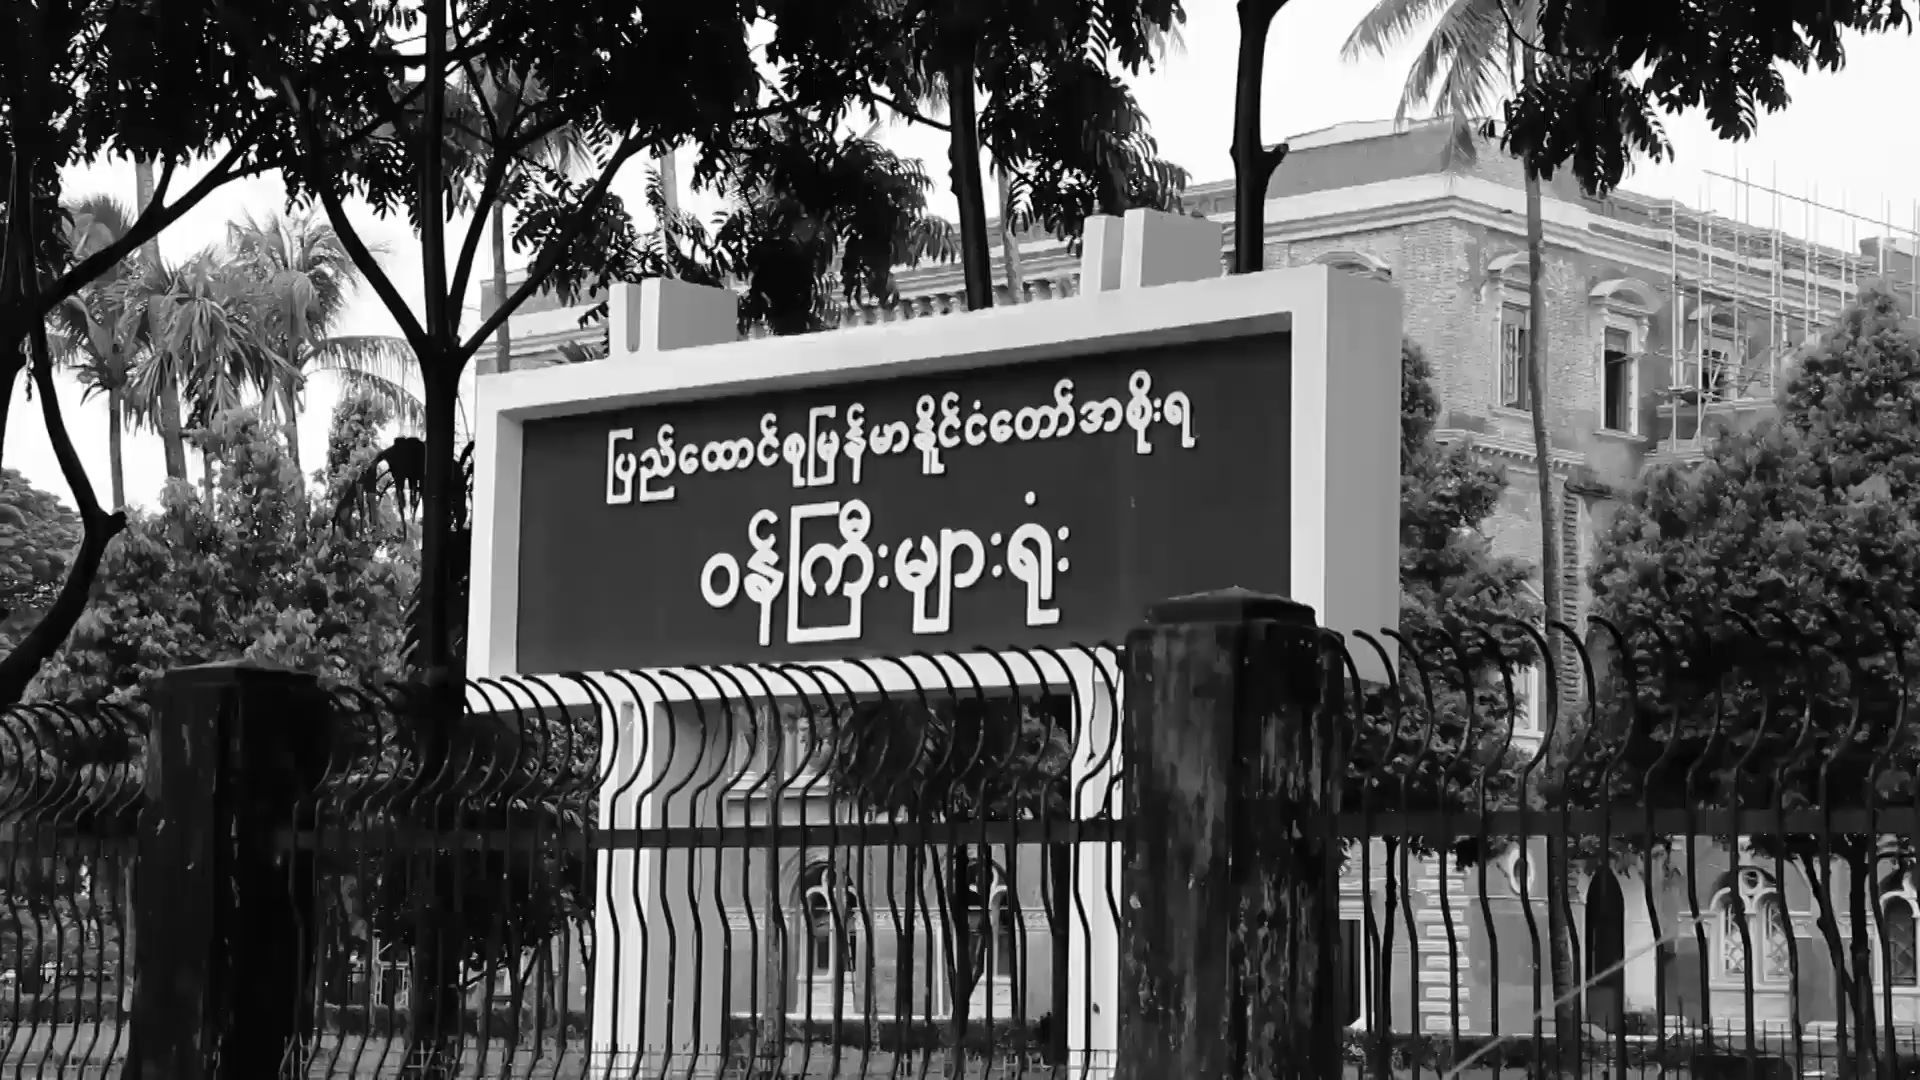 ပြည်ထောင်စုမြန်မာနိူင်ငံတော်အစိုးရ
ဝန်ကြီးများရုံး